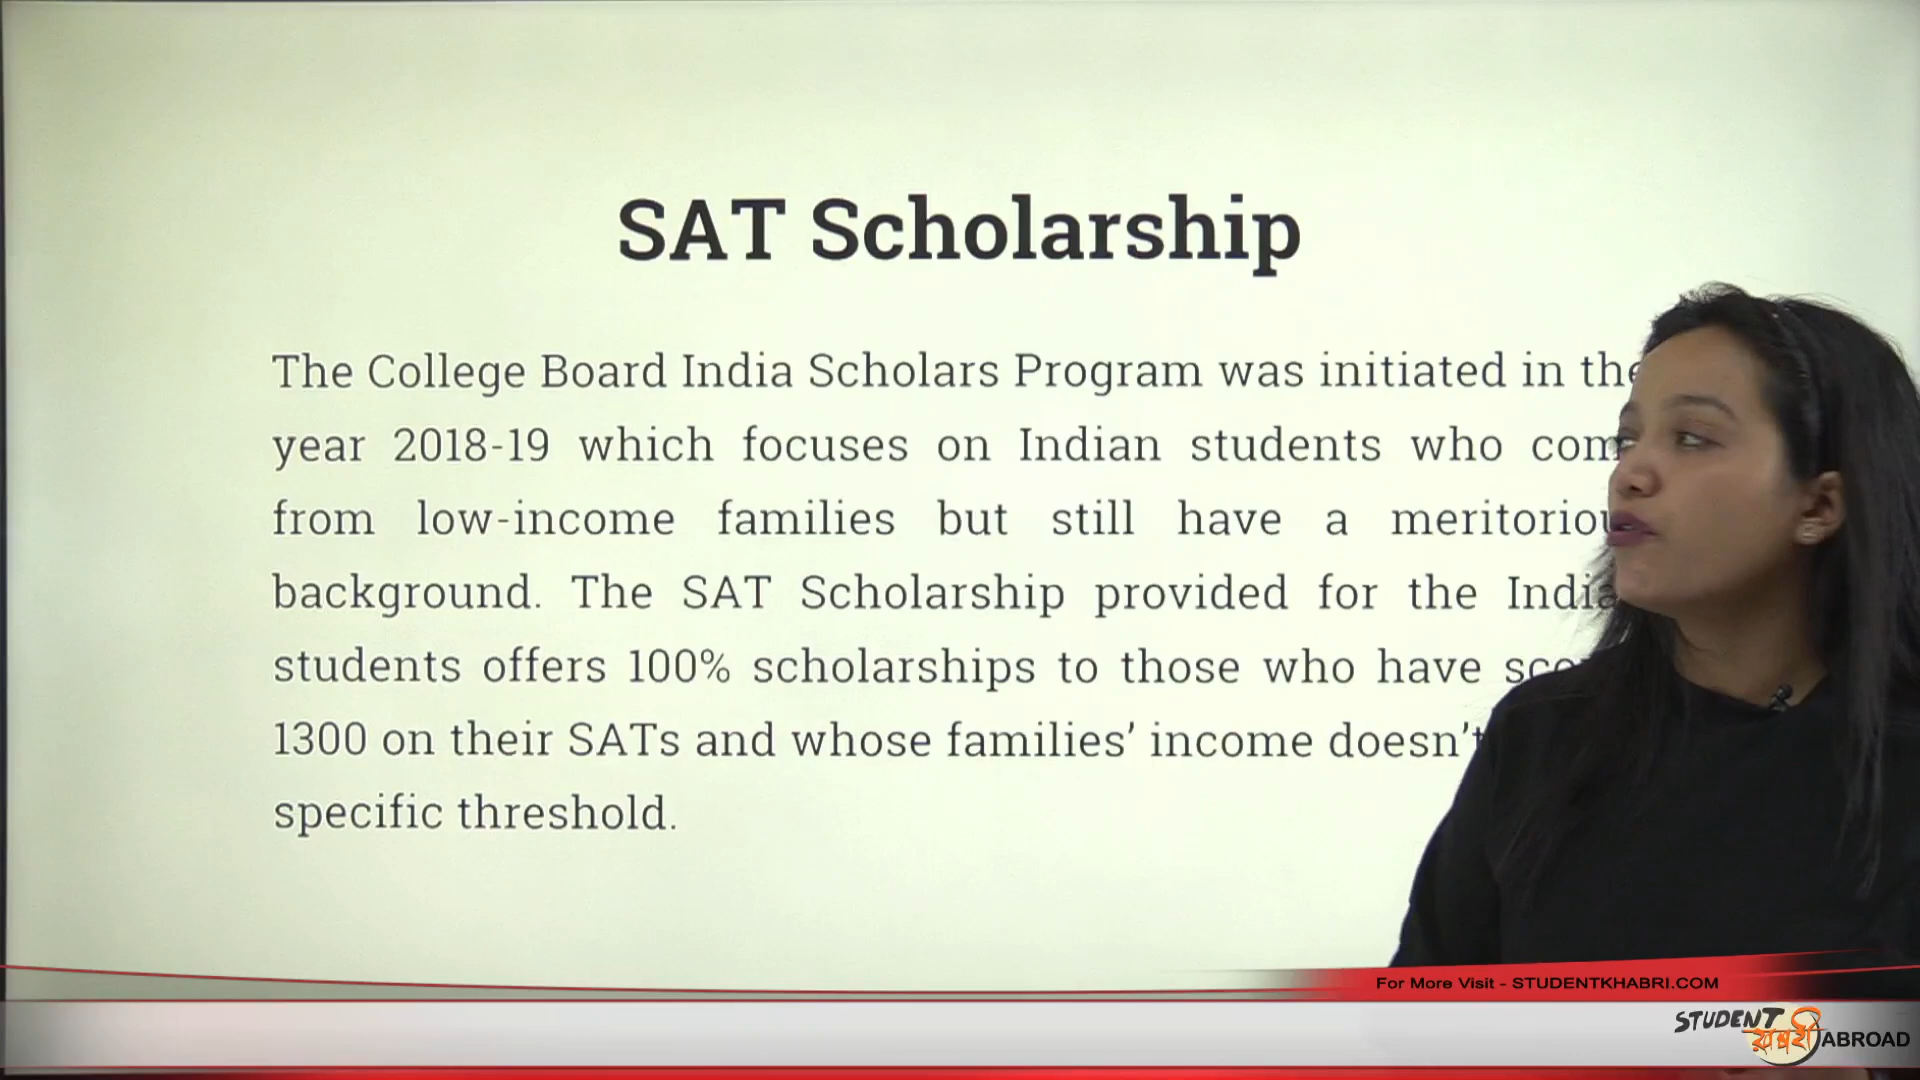 SAT Scholarship
The College Board India Scholars Program was initiated in the
year 2018-19 which focuses on Indian students who
from low-income families but still have a
background. The SAT Scholarship provided for the
students offers 100% scholarships to those who have
1300 on their SATs and whose families' income doesn't
specific threshold.
For More Visit - STUDENTKHABRI.COM
STUDENT
ABROAD